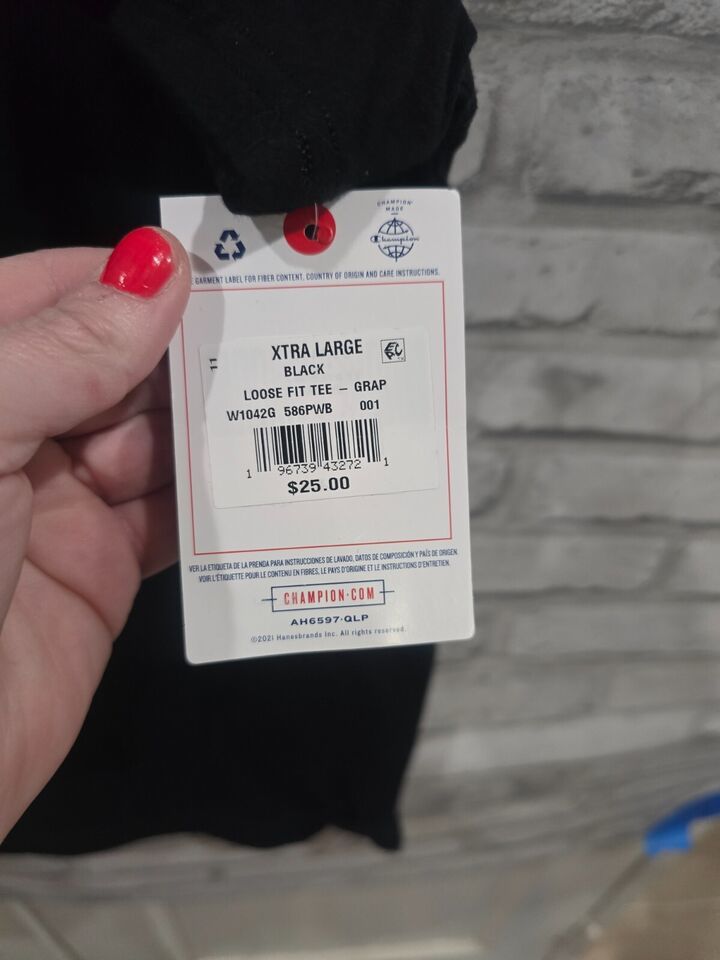 CHAMPION
MADE
Champion
GARMENT LABEL FOR FIBER CONTENT, COUNTRY OF ORIGIN AND CARE INSTRUCTIONS.
11
XTRA LARGE
BLACK
LOOSE FIT TEE – GRAP
W1042G 586PWB 001
1 96739 43272 1
$25.00
VER LA ETIQUETA DE LA PRENDA PARA INSTRUCCIONES DE LAVADO, DATOS DE COMPOSICIÓN Y PAÍS DE ORIGEN.
VOIR L'ÉTIQUETTE POUR LE CONTENU EN FIBRES, LE PAYS D'ORIGINE ET LE INSTRUCTIONS D'ENTRETIEN.
CHAMPION·COM
AH6597-QLP
©2021 Hanesbrands Inc. All rights reserved.